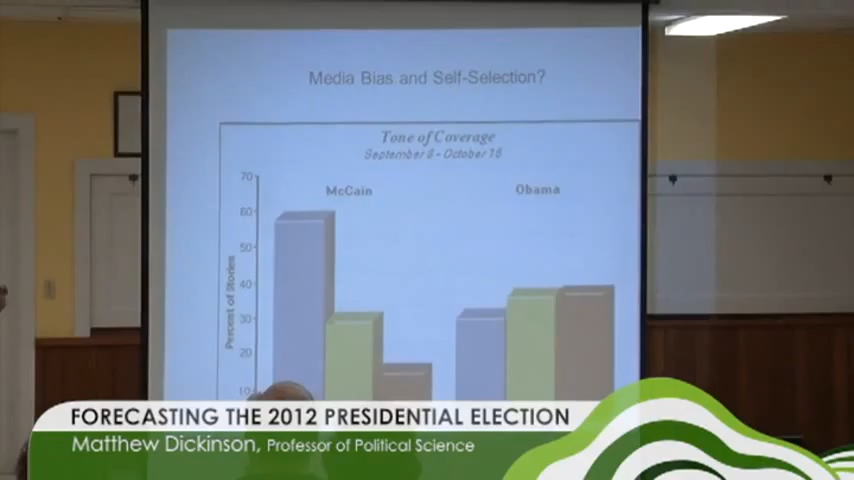 Media Bias and Self-Selection?
Tone of Coverage
September 8 - October 16
McCain
Obama
Percent of Stories
70
60
50
40
30
20
10
FORECASTING THE 2012 PRESIDENTIAL ELECTION
Matthew Dickinson, Professor of Political Science